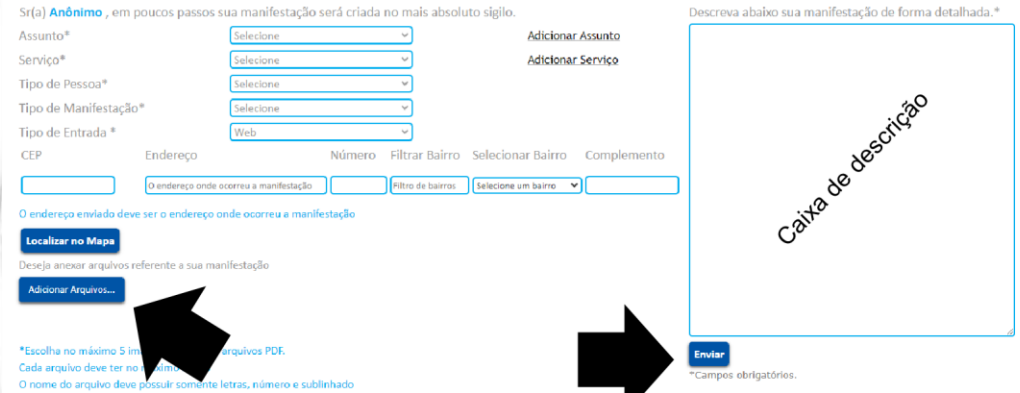 Sr(a) Anônimo , em poucos passos sua manifestação será criada no mais absoluto sigilo.
Assunto* Selecione Adicionar Assunto
Serviço* Selecione Adicionar Serviço
Tipo de Pessoa* Selecione
Tipo de Manifestação* Selecione
Tipo de Entrada * Web
CEP Endereço Número Filtrar Bairro Selecionar Bairro Complemento
O endereço onde ocorreu a manifestação Filtro de bairros Selecione um bairro
O endereço enviado deve ser o endereço onde ocorreu a manifestação
Localizar no Mapa
Deseja anexar arquivos referente a sua manifestação
Adicionar Arquivos...
*Escolha no máximo 5 arquivos PDF.
Cada arquivo deve ter no
O nome do arquivo deve possuir somente letras, número e sublinhado
Descreva abaixo sua manifestação de forma detalhada.*
Caixa de descrição
Enviar
*Campos obrigatórios.